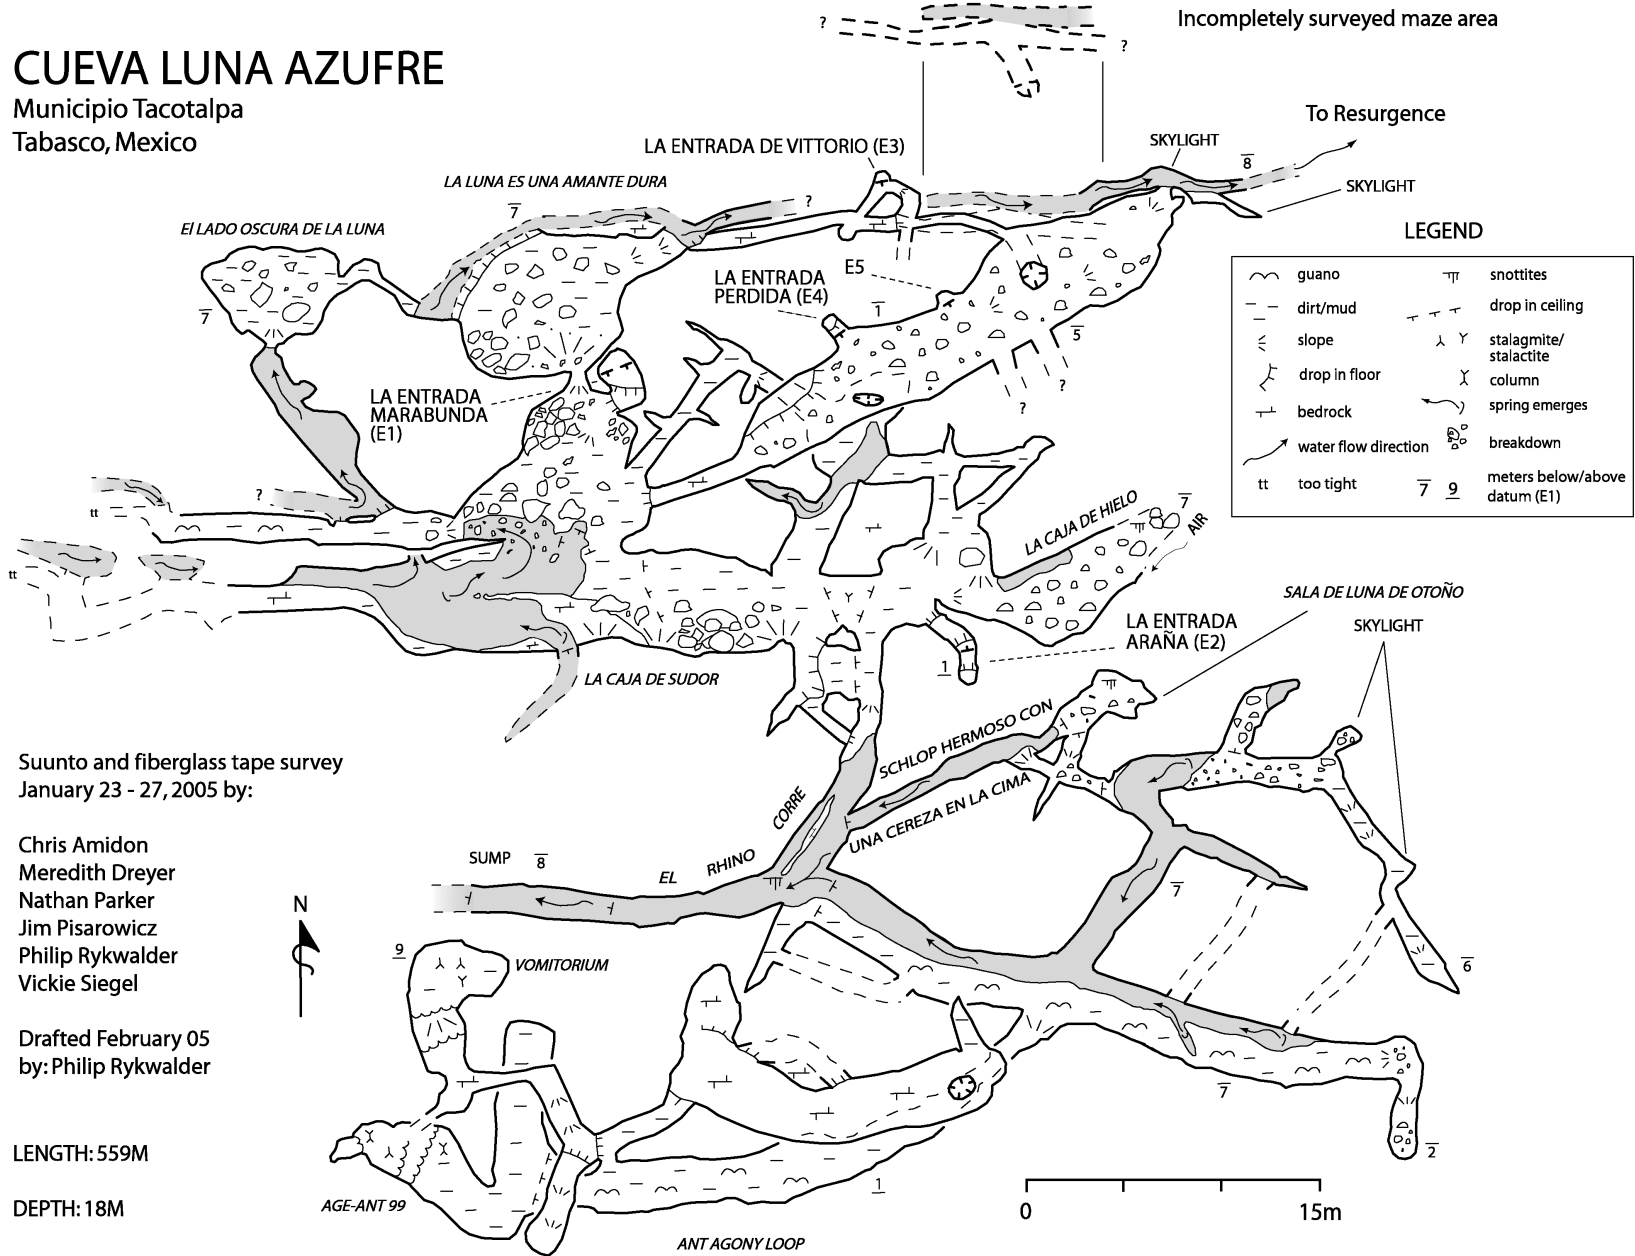 Incompletely surveyed maze area
?
?
CUEVA LUNA AZUFRE
Municipio Tacotalpa
Tabasco, Mexico
To Resurgence
LA ENTRADA DE VITTORIO (E3)
SKYLIGHT
8
SKYLIGHT
LA LUNA ES UNA AMANTE DURA
7
?
El LADO OSCURA DE LA LUNA
7
LA ENTRADA
PERDIDA (E4)
E5
1
5
?
?
LEGEND
guano
snottites
dirt/mud
drop in ceiling
slope
stalagmite/
stalactite
drop in floor
column
bedrock
spring emerges
water flow direction
breakdown
tt
too tight
7 9
meters below/above
datum (E1)
LA ENTRADA
MARABUNDA
(E1)
?
tt
tt
LA CAJA DE HIELO
7
AIR
SALA DE LUNA DE OTOÑO
SKYLIGHT
LA ENTRADA
ARAÑA (E2)
1
LA CAJA DE SUDOR
SCHLOP HERMOSO CON
UNA CEREZA EN LA CIMA
CORRE
RHINO
EL
SUMP
8
7
6
7
2
Suunto and fiberglass tape survey
January 23 - 27, 2005 by:
Chris Amidon
Meredith Dreyer
Nathan Parker
Jim Pisarowicz
Philip Rykwalder
Vickie Siegel
Drafted February 05
by: Philip Rykwalder
N
9
VOMITORIUM
LENGTH: 559M
DEPTH: 18M
AGE-ANT 99
1
ANT AGONY LOOP
0
15m